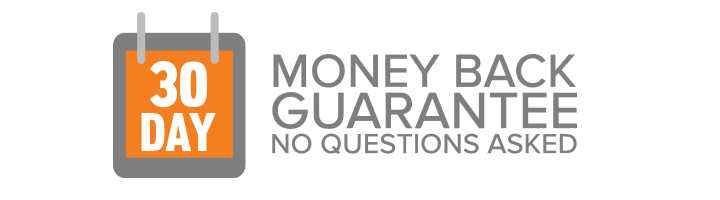 30
DAY
MONEY BACK
GUARANTEE
NO QUESTIONS ASKED